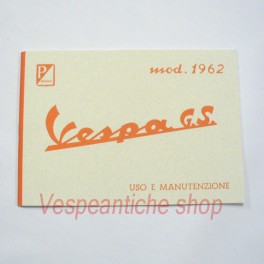 P
mod. 1962
Vespa G.S.
USO E MANUTENZIONE
Vespeantiche shop